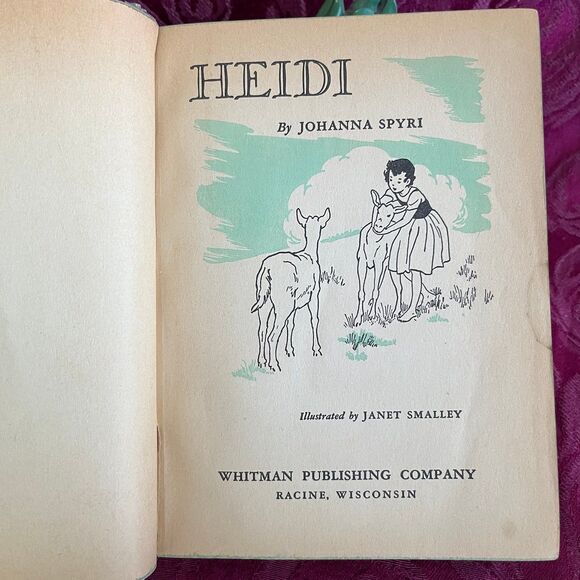 HEIDI
By JOHANNA SPYRI
Illustrated by JANET SMALLEY
WHITMAN PUBLISHING COMPANY
RACINE, WISCONSIN